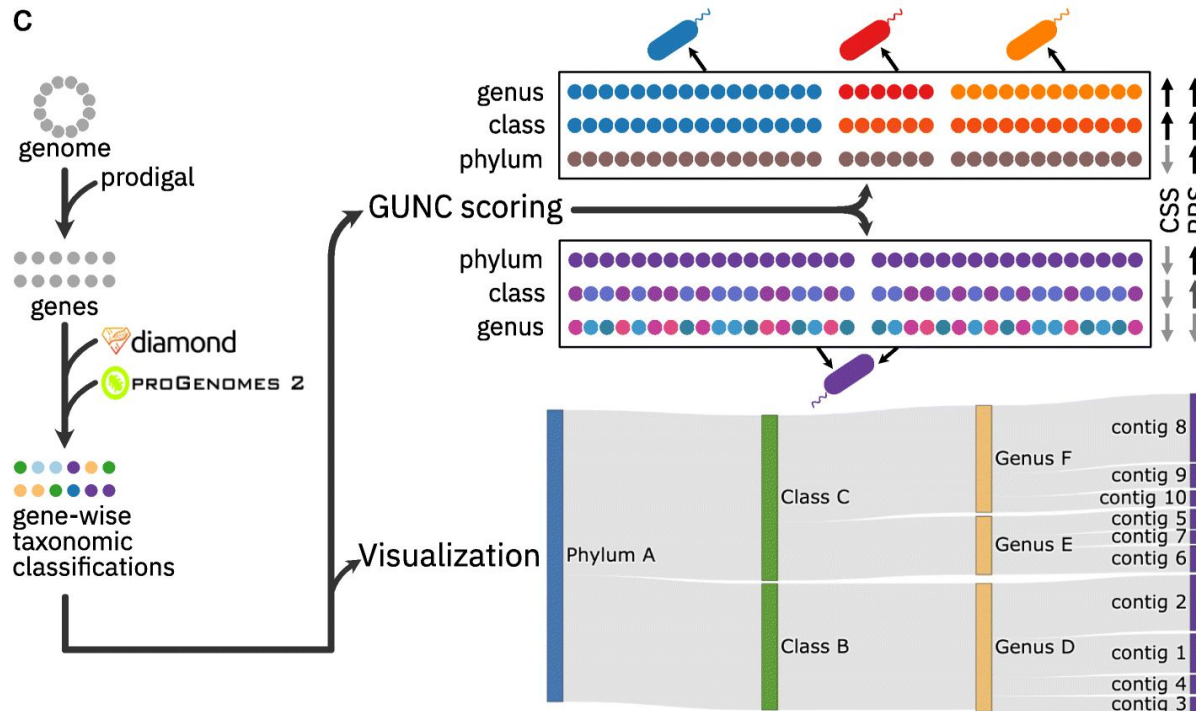 C
genome
prodigal
genes
diamond
PROGENOMES 2
gene-wise
taxonomic
classifications
genus
class
phylum
GUNC scoring
CSS
phylum
class
genus
Visualization
Phylum A
Class C
Class B
Genus F
Genus E
Genus D
contig 8
contig 9
contig 10
contig 5
contig 7
contig 6
contig 2
contig 1
contig 4
contig 3